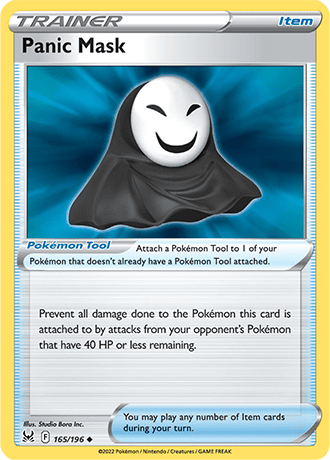 TRAINER Item
Panic Mask
Pokémon Tool Attach a Pokémon Tool to 1 of your
Pokémon that doesn't already have a Pokémon Tool attached.
Prevent all damage done to the Pokémon this card is
attached to by attacks from your opponent's Pokémon
that have 40 HP or less remaining.
You may play any number of Item cards
during your turn.
Illus. Studio Bora Inc.
F 165/196
©2022 Pokémon / Nintendo / Creatures / GAME FREAK